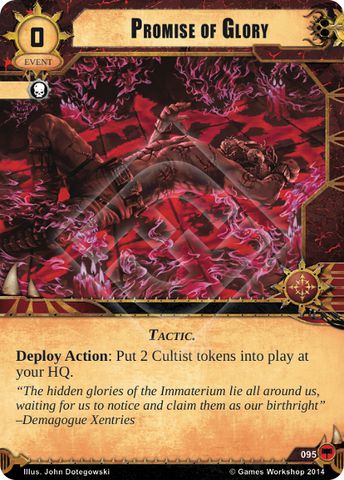 0
PROMISE OF GLORY
EVENT
TACTIC.
Deploy Action: Put 2 Cultist tokens into play at
your HQ.
“The hidden glories of the Immaterium lie all around us,
waiting for us to notice and claim them as our birthright”
–Demagogue Xentries
095
Illus. John Dotegowski
© Games Workshop 2014